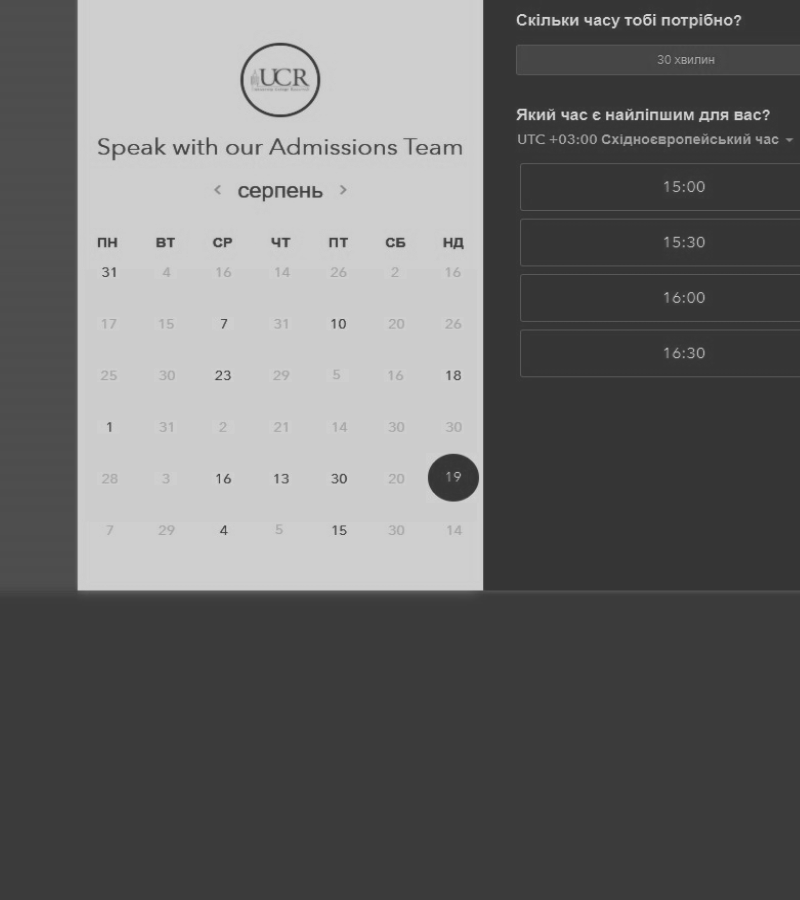 UCR
Speak with our Admissions Team
серпень
ПН ВТ СР ЧТ ПТ СБ НД
31 4 16 14 26 2 16
17 15 7 31 10 20 26
25 30 23 29 5 16 18
1 31 2 21 14 30 30
28 3 16 13 30 20 19
7 29 4 5 15 30 14
Скільки часу тобі потрібно?
30 хвилин
Який час є найліпшим для вас?
UTC +03:00 Східноєвропейський час
15:00
15:30
16:00
16:30